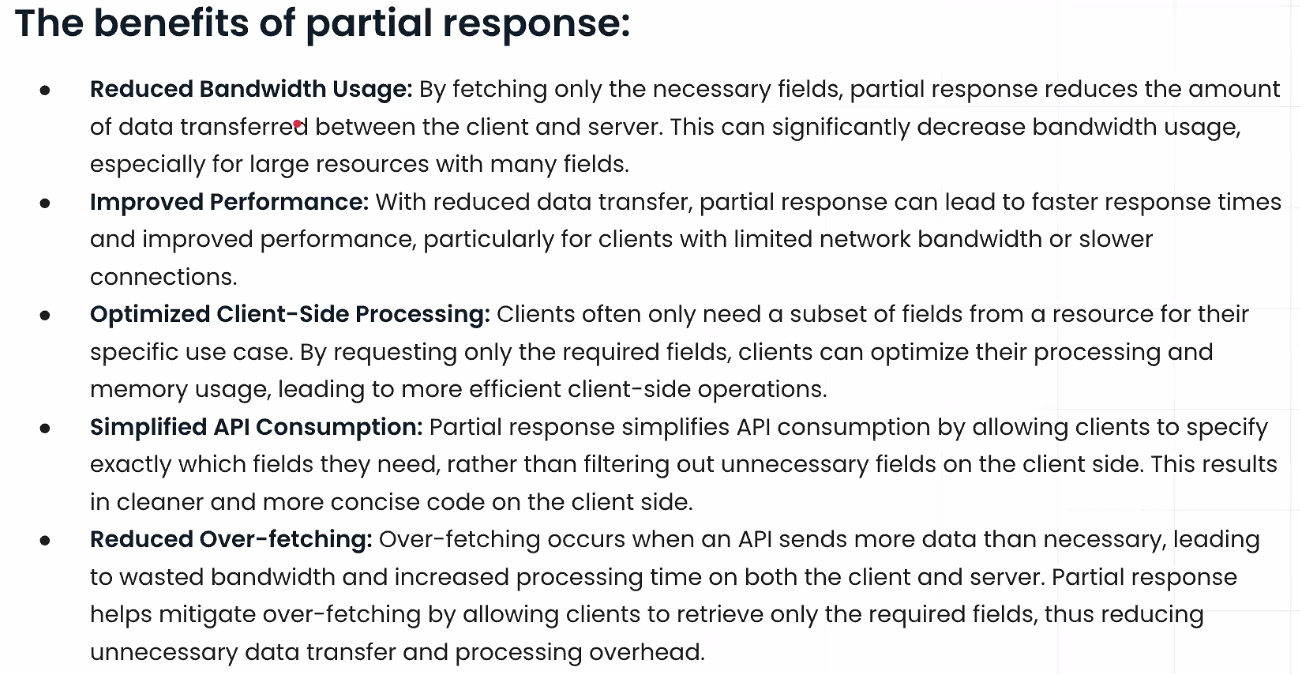 The benefits of partial response:
● Reduced Bandwidth Usage: By fetching only the necessary fields, partial response reduces the amount
of data transferred between the client and server. This can significantly decrease bandwidth usage,
especially for large resources with many fields.
● Improved Performance: With reduced data transfer, partial response can lead to faster response times
and improved performance, particularly for clients with limited network bandwidth or slower
connections.
● Optimized Client-Side Processing: Clients often only need a subset of fields from a resource for their
specific use case. By requesting only the required fields, clients can optimize their processing and
memory usage, leading to more efficient client-side operations.
● Simplified API Consumption: Partial response simplifies API consumption by allowing clients to specify
exactly which fields they need, rather than filtering out unnecessary fields on the client side. This results
in cleaner and more concise code on the client side.
● Reduced Over-fetching: Over-fetching occurs when an API sends more data than necessary, leading
to wasted bandwidth and increased processing time on both the client and server. Partial response
helps mitigate over-fetching by allowing clients to retrieve only the required fields, thus reducing
unnecessary data transfer and processing overhead.